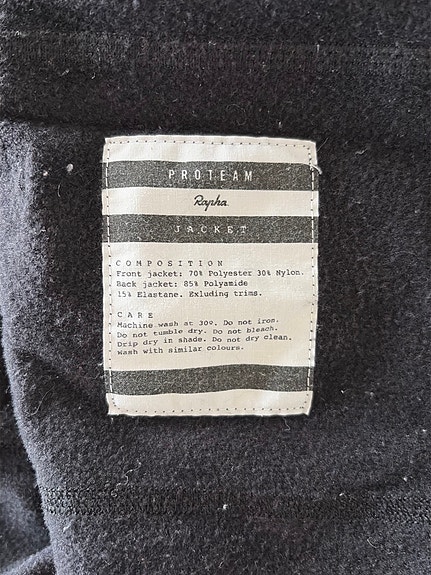 PROTEAM
Rapha
JACKET
COMPOSITION
Front jacket: 70% Polyester 30% Nylon.
Back jacket: 85% Polyamide
15% Elastane. Exluding trims.
CARE
Machine wash at 30º. Do not iron.
Do not tumble dry. Do not bleach.
Drip dry in shade. Do not dry clean.
Wash with similar colours.